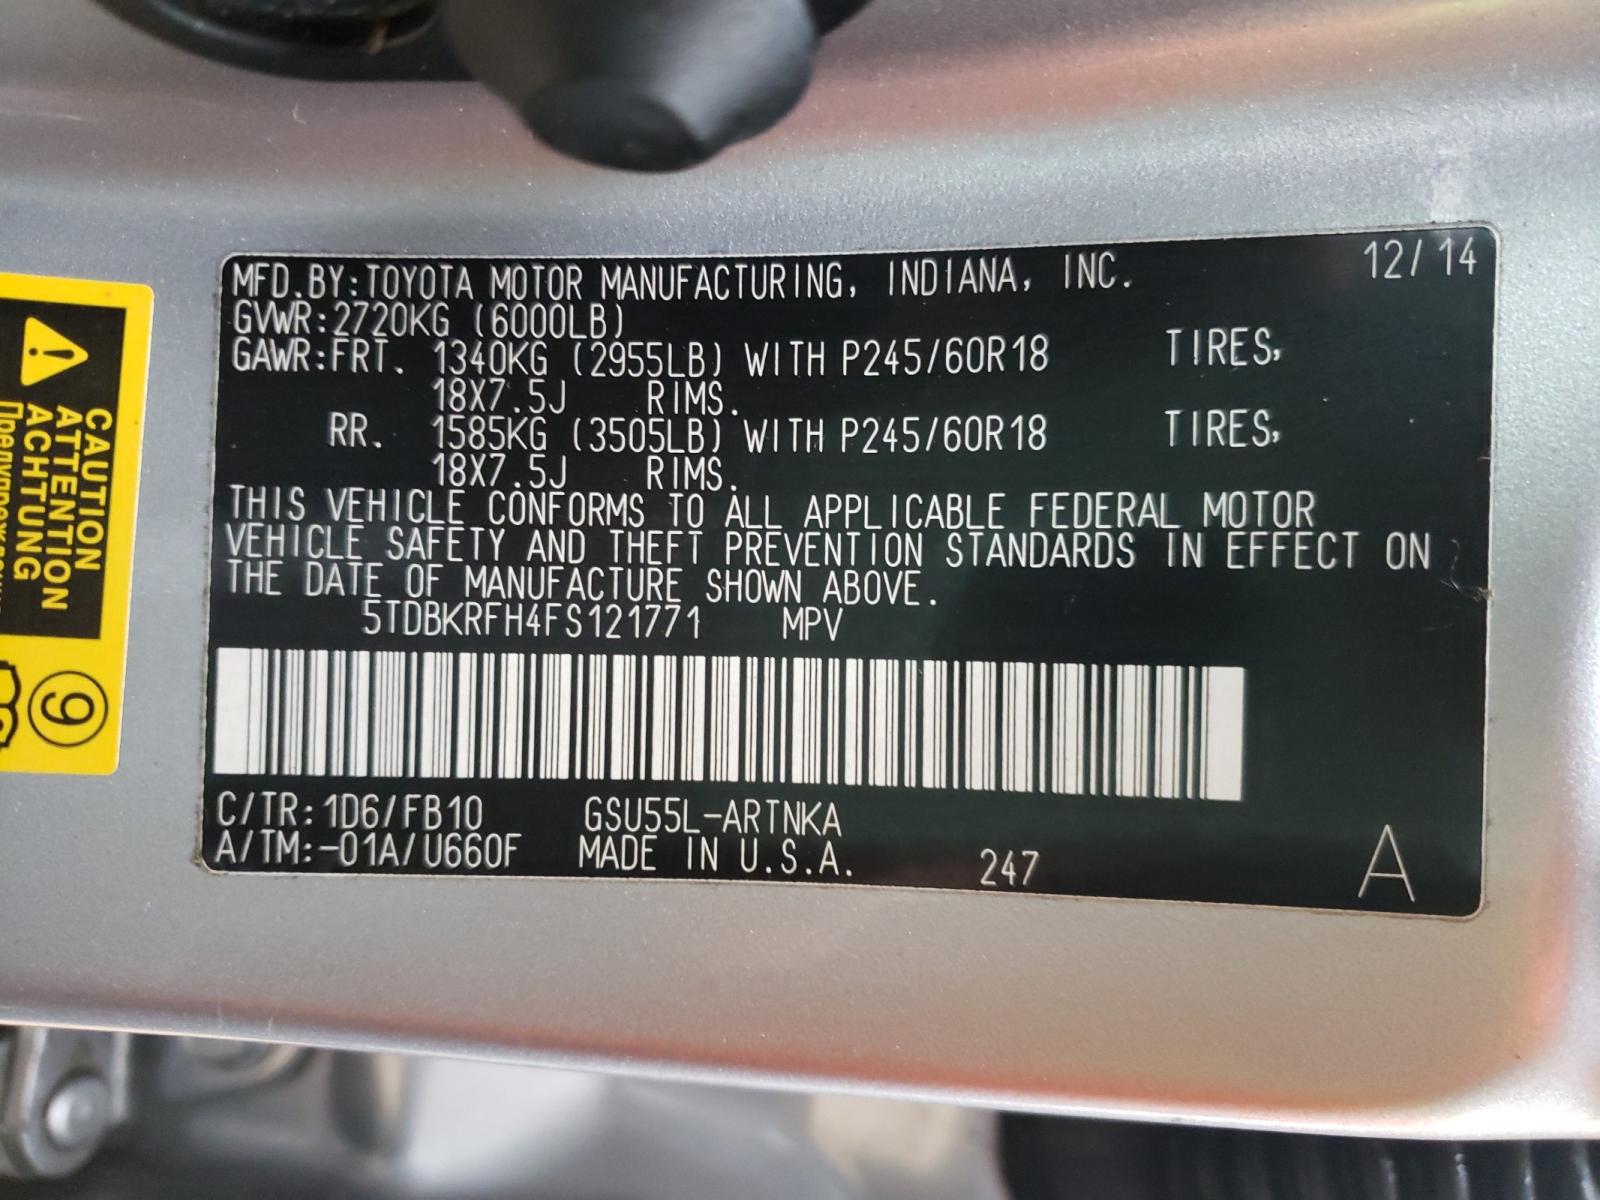 12/14
MFD.BY:TOYOTA MOTOR MANUFACTURING, INDIANA, INC.
GVWR:2720KG (6000LB)
GAWR:FRT. 1340KG (2955LB) WITH P245/60R18 TIRES,
18X7.5J RIMS.
RR. 1585KG (3505LB) WITH P245/60R18 TIRES,
18X7.5J RIMS.
THIS VEHICLE CONFORMS TO ALL APPLICABLE FEDERAL MOTOR
VEHICLE SAFETY AND THEFT PREVENTION STANDARDS IN EFFECT ON
THE DATE OF MANUFACTURE SHOWN ABOVE.
5TDBKRFH4FS121771 MPV
C/TR:1D6/FB10 GSU55L-ARTNKA
A/TM:-01A/U660F MADE IN U.S.A. 247 A
CAUTION
ATTENTION
ACHTUNG
9